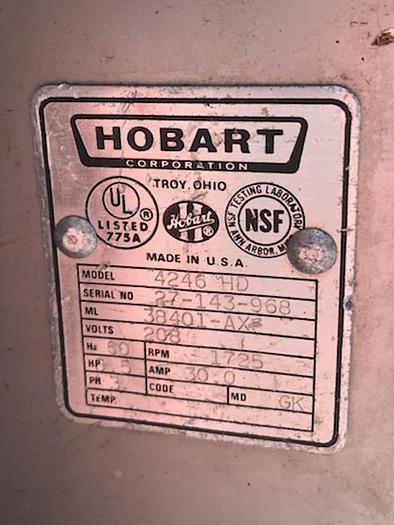 HOBART
CORPORATION
TROY, OHIO
UL ® LISTED 775A
Hobart ®
NSF TESTING LABORATORY NSF ANN ARBOR,
MADE IN U.S.A.
MODEL 4246 HD
SERIAL NO 27-143-968
ML 38401-AX
VOLTS 208
Hz 60 RPM 1725
HP 5 AMP 30.0
PH CODE MD GK
TEMP.